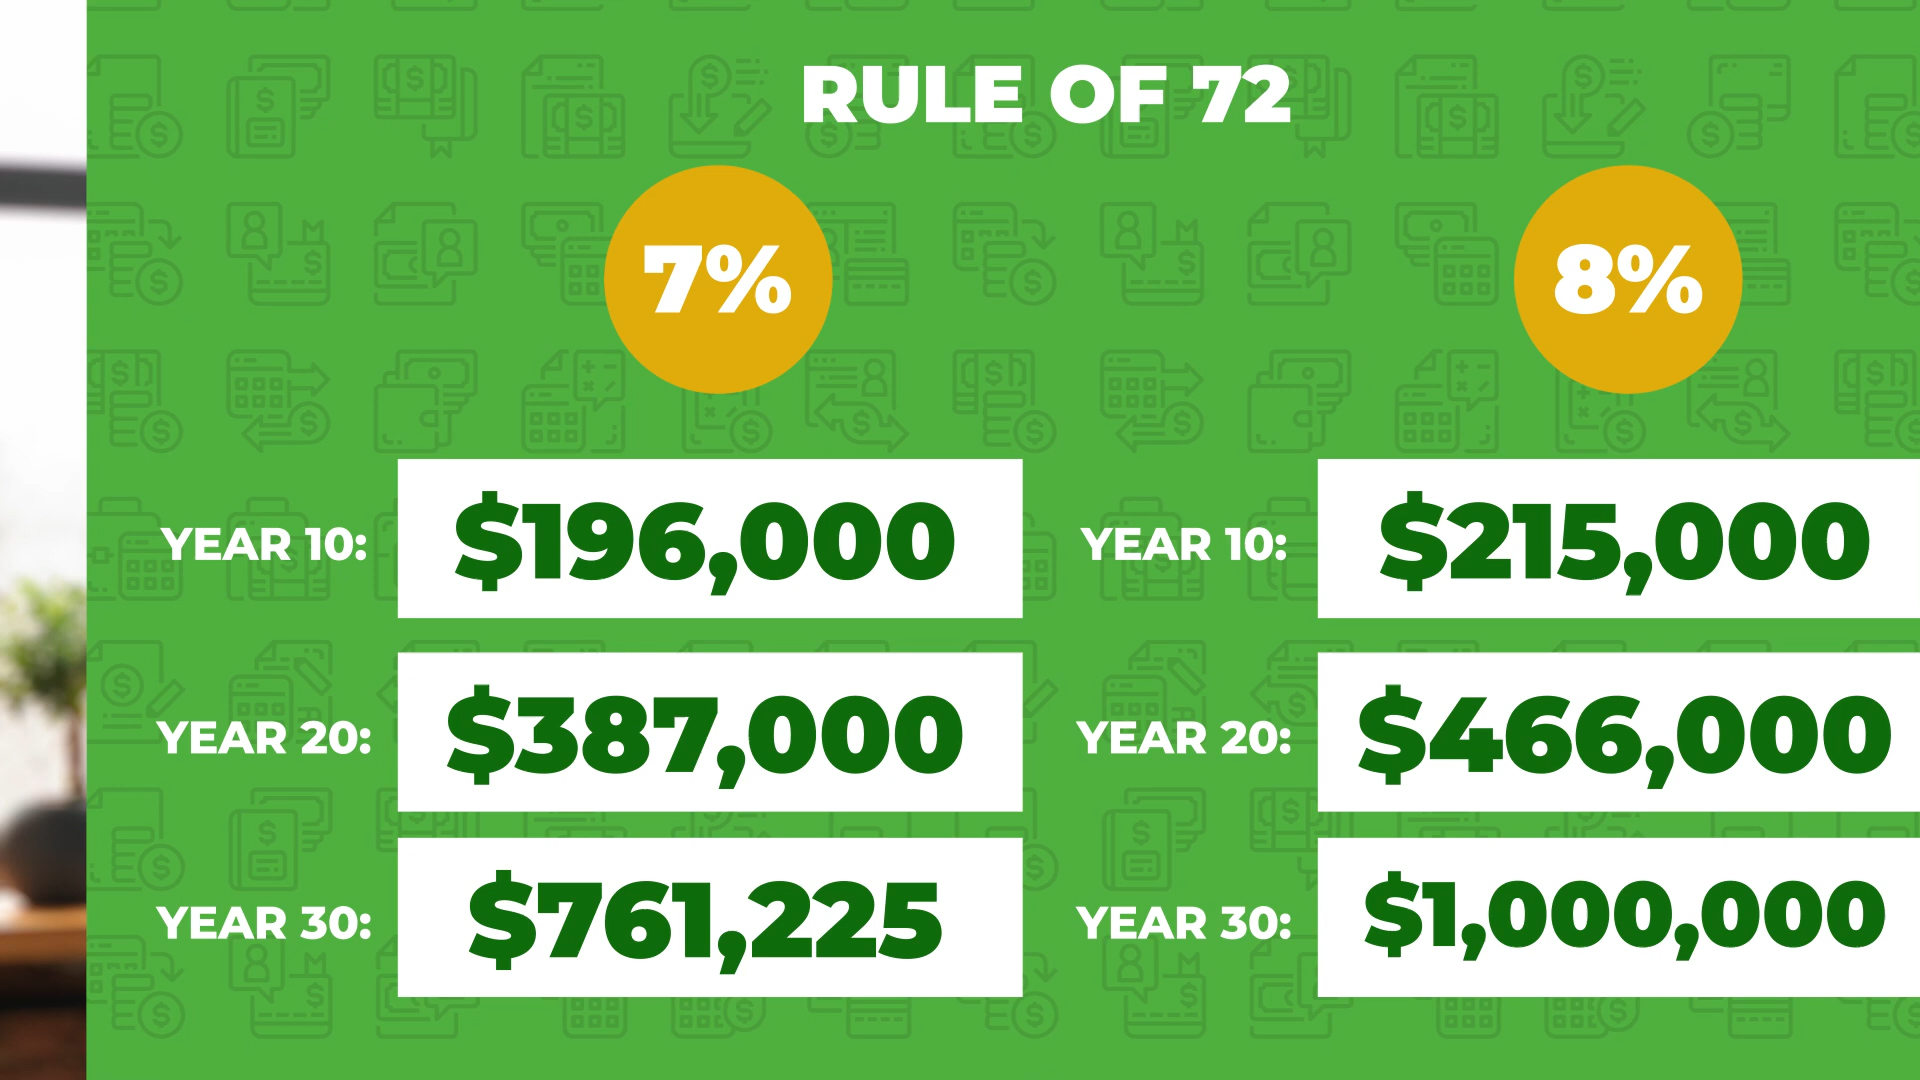 RULE OF 72
7%
8%
YEAR 10: $196,000
YEAR 10: $215,000
YEAR 20: $387,000
YEAR 20: $466,000
YEAR 30: $761,225
YEAR 30: $1,000,000